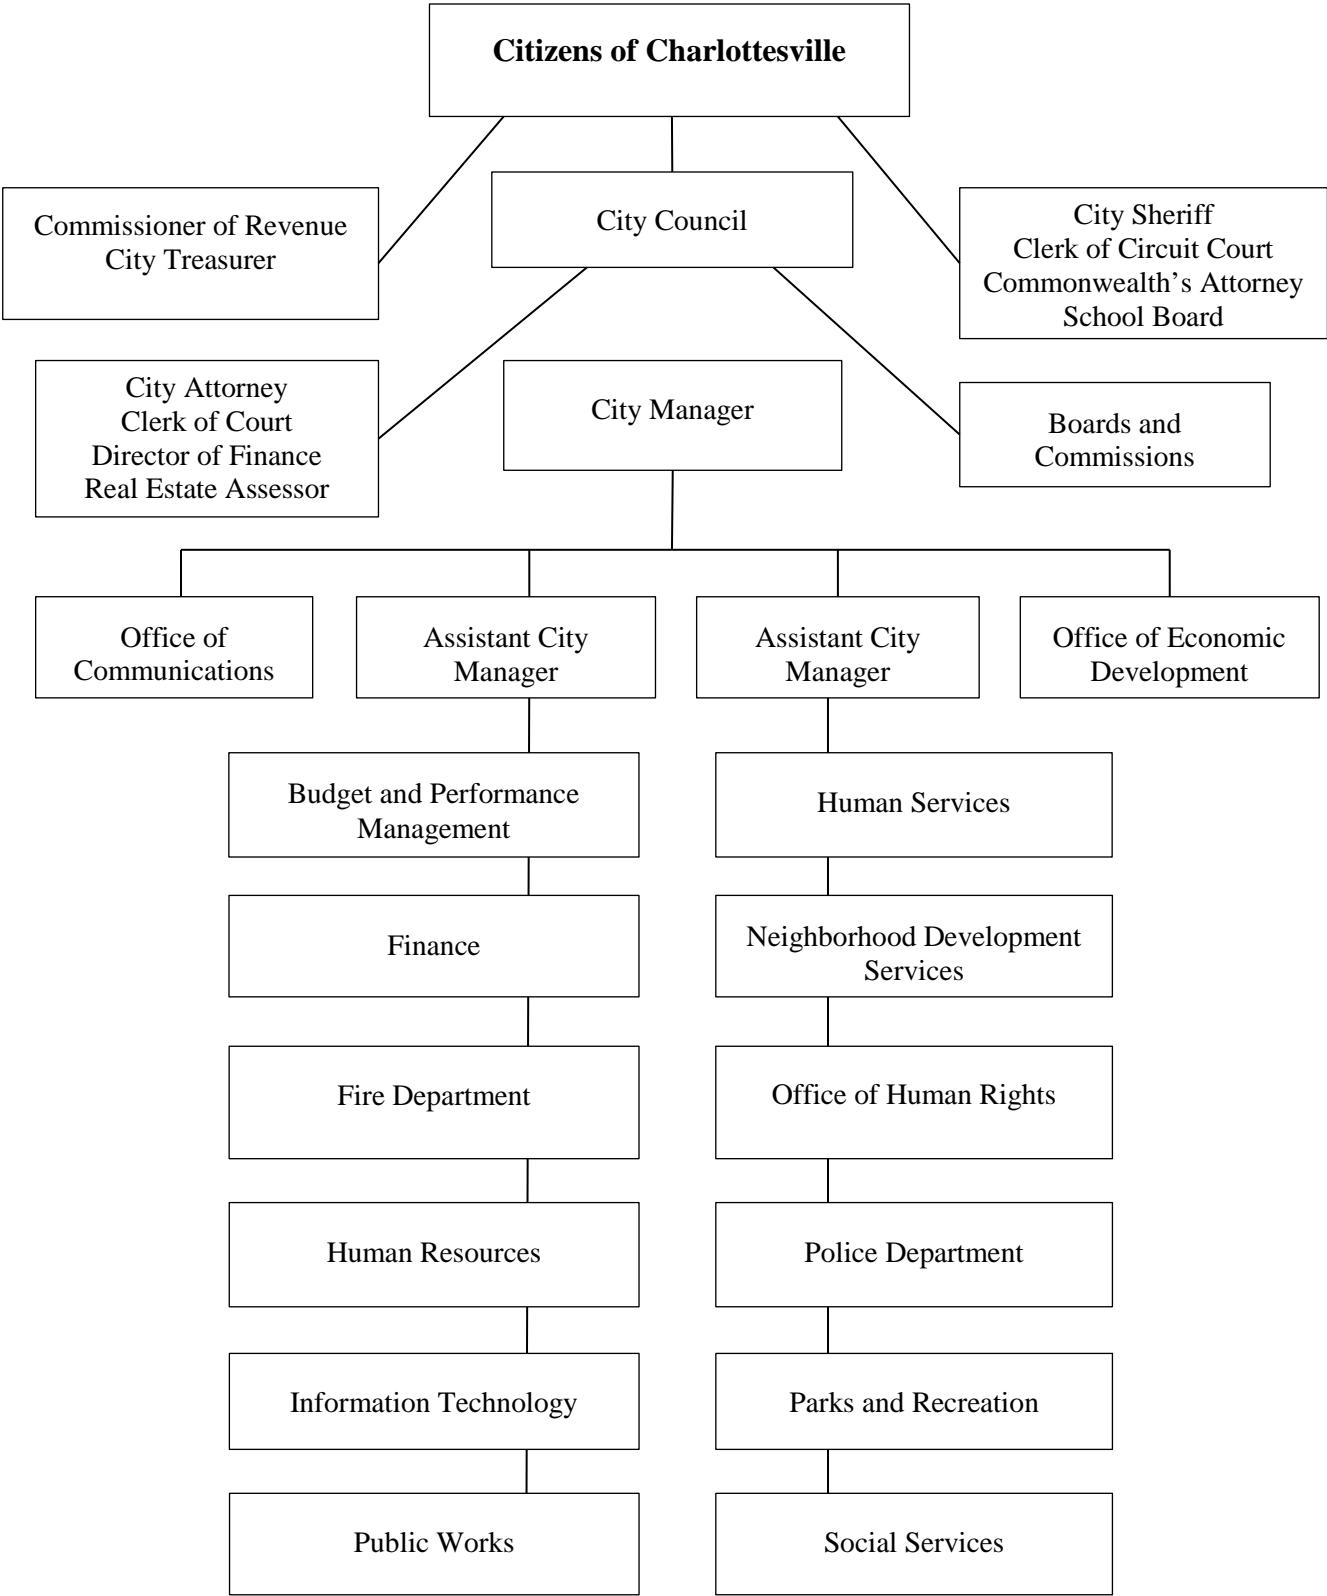 Citizens of Charlottesville
Commissioner of Revenue
City Treasurer
City Council
City Sheriff
Clerk of Circuit Court
Commonwealth’s Attorney
School Board
City Attorney
Clerk of Court
Director of Finance
Real Estate Assessor
City Manager
Boards and
Commissions
Office of
Communications
Assistant City
Manager
Assistant City
Manager
Office of Economic
Development
Budget and Performance
Management
Human Services
Finance
Neighborhood Development
Services
Fire Department
Office of Human Rights
Human Resources
Police Department
Information Technology
Parks and Recreation
Public Works
Social Services